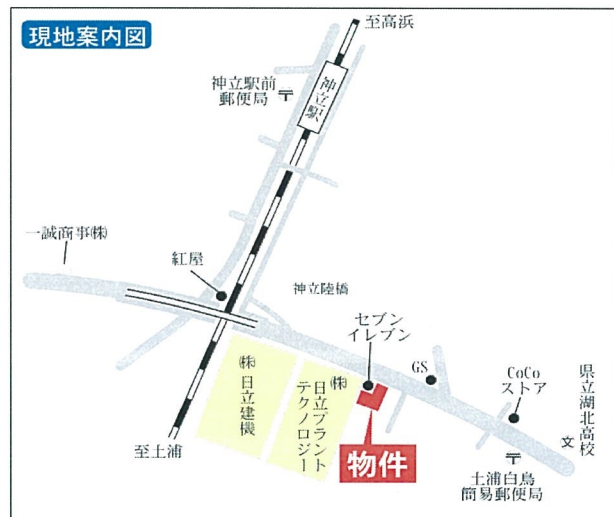 現地案内図
至高浜
神立駅前
郵便局
神立駅
一誠商事㈱
紅屋
神立陸橋
セブン
イレブン
GS
CoCo
ストア
県立湖北高校
文
㈱日立建機
㈱日立プラント
テクノロジー
物件
至土浦
土浦白鳥
簡易郵便局